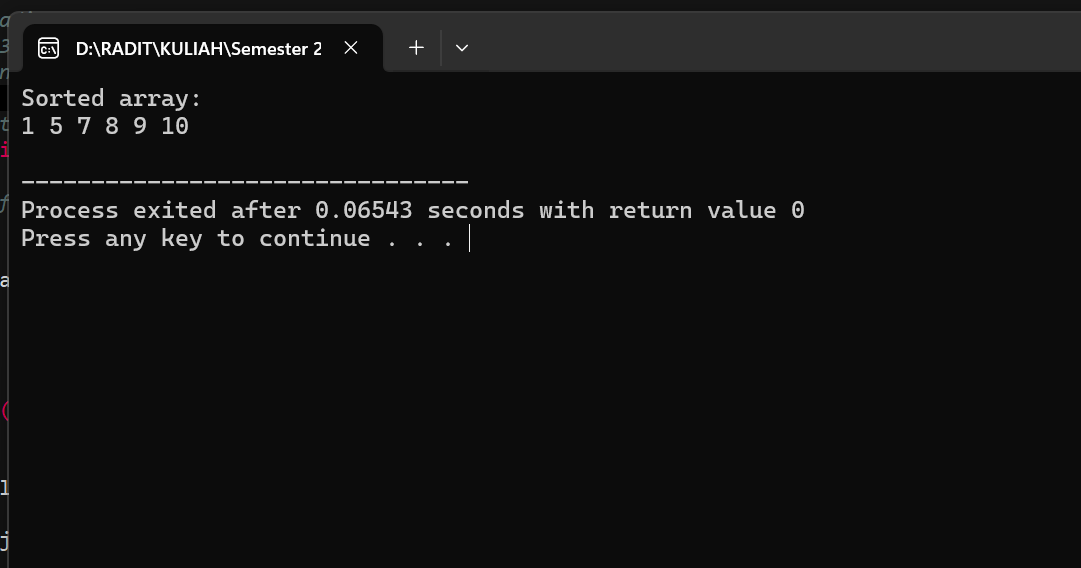 D:\RADIT\KULIAH\Semester 2
Sorted array:
1 5 7 8 9 10
--------------------------------
Process exited after 0.06543 seconds with return value 0
Press any key to continue . . .